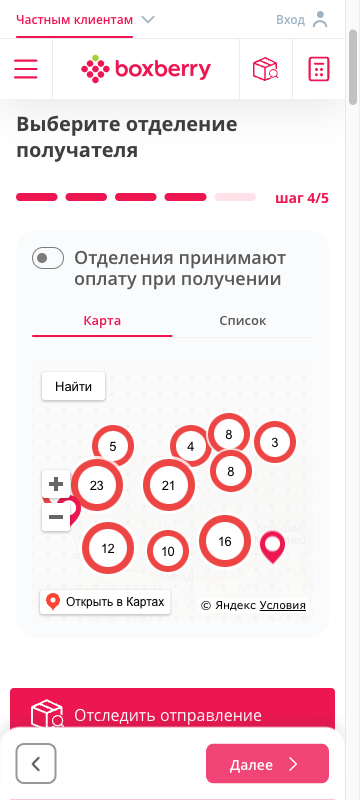 Частным клиентам
Вход
boxberry
Выберите отделение
получателя
шаг 4/5
Отделения принимают
оплату при получении
Карта
Список
Найти
5
4
8
3
23
21
8
12
10
16
Открыть в Картах
© Яндекс Условия
Отследить отправление
Далее